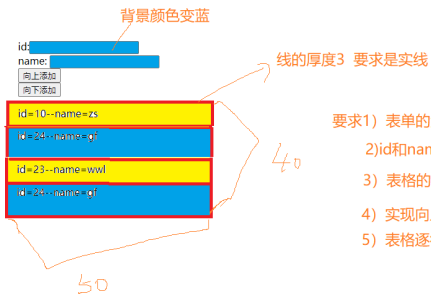 背景颜色变蓝
id:
name:
向上添加
向下添加
线的厚度3 要求是实线
id=10--name=zs
id=24--name=gf
id=23--name=wwl
id=24--name=gf
40
50
要求1）表单的
2)id和nan
3）表格的
4）实现向
5）表格逐